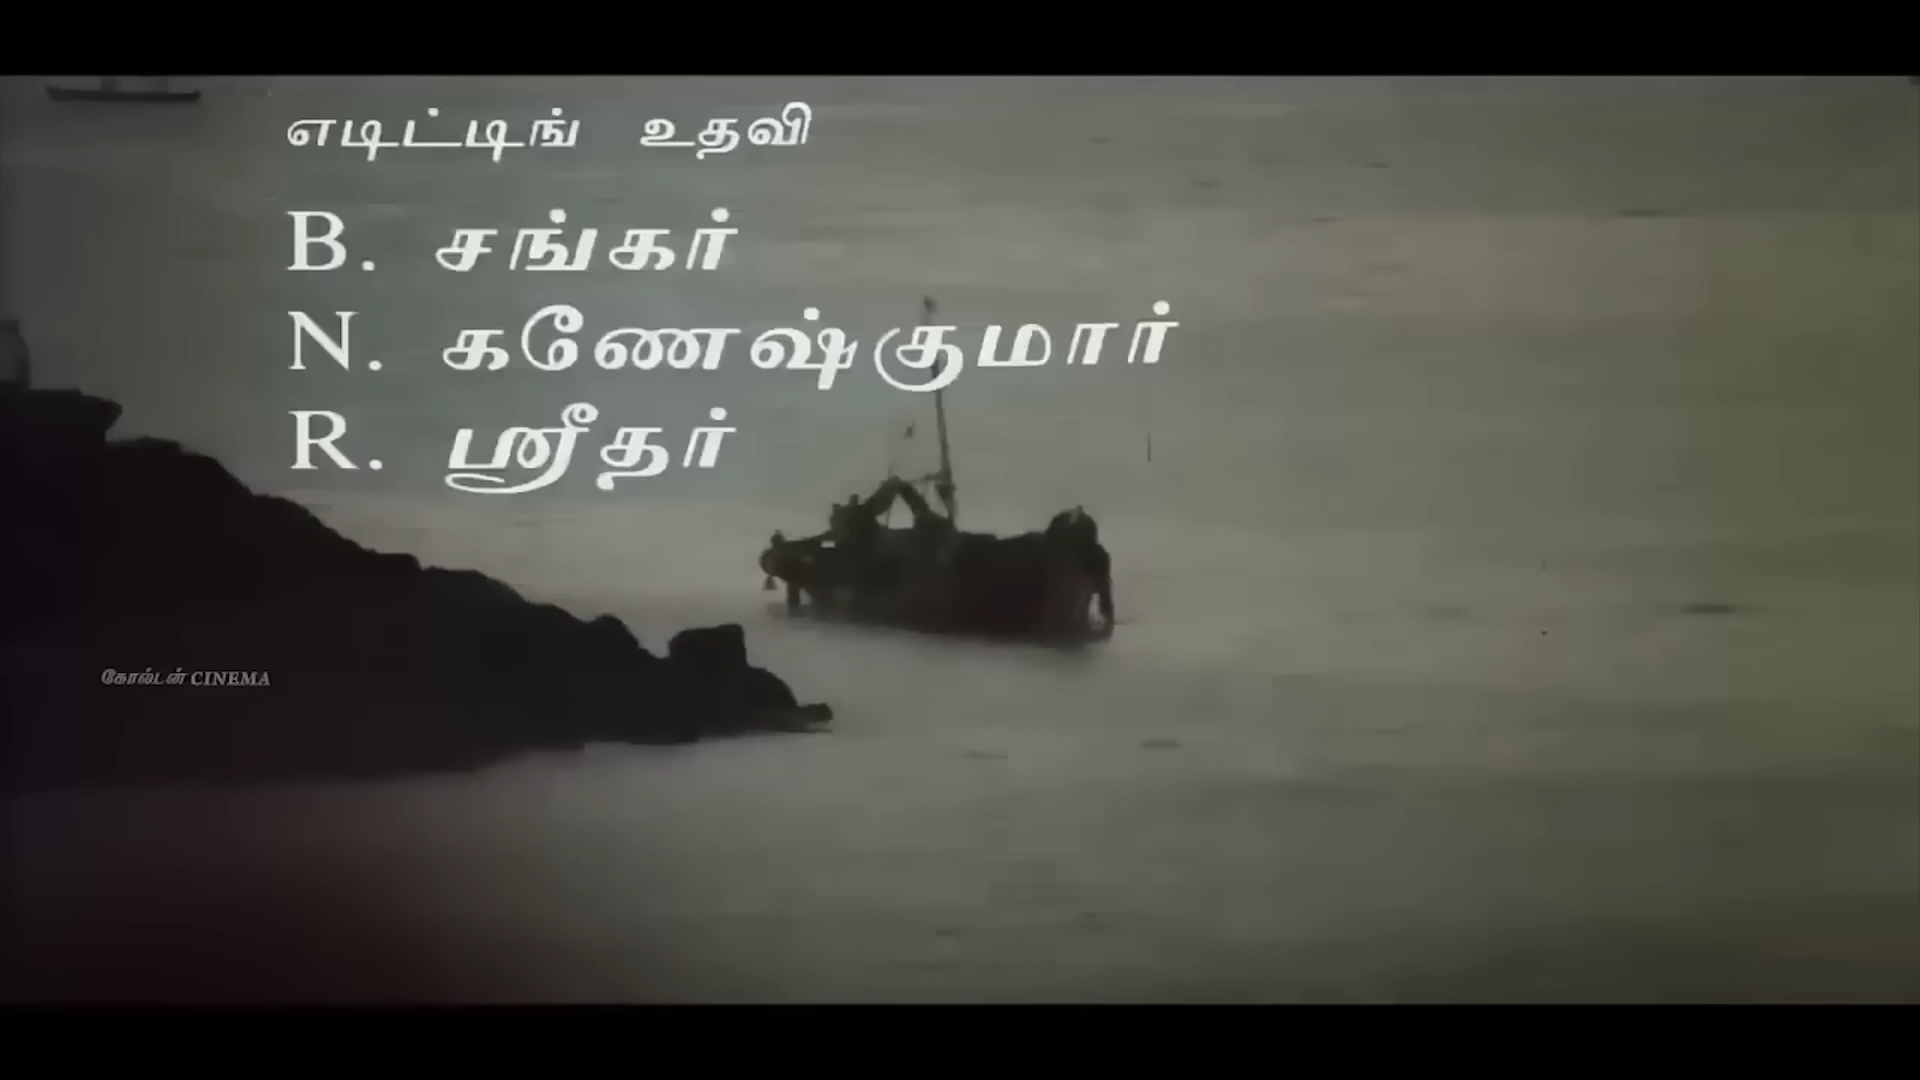 எடிட்டிங் உதவி
B. சங்கர்
N. கணேஷ்குமார்
R. ஸ்ரீதர்
கோல்டன் CINEMA